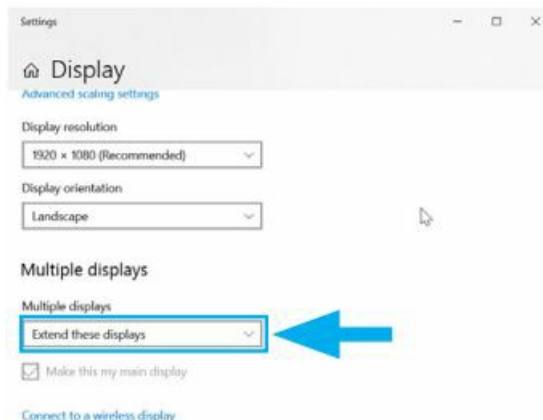 Settings
Display
Advanced scaling settings
Display resolution
1920 × 1080 (Recommended)
Display orientation
Landscape
Multiple displays
Multiple displays
Extend these displays
Make this my main display
Connect to a wireless display